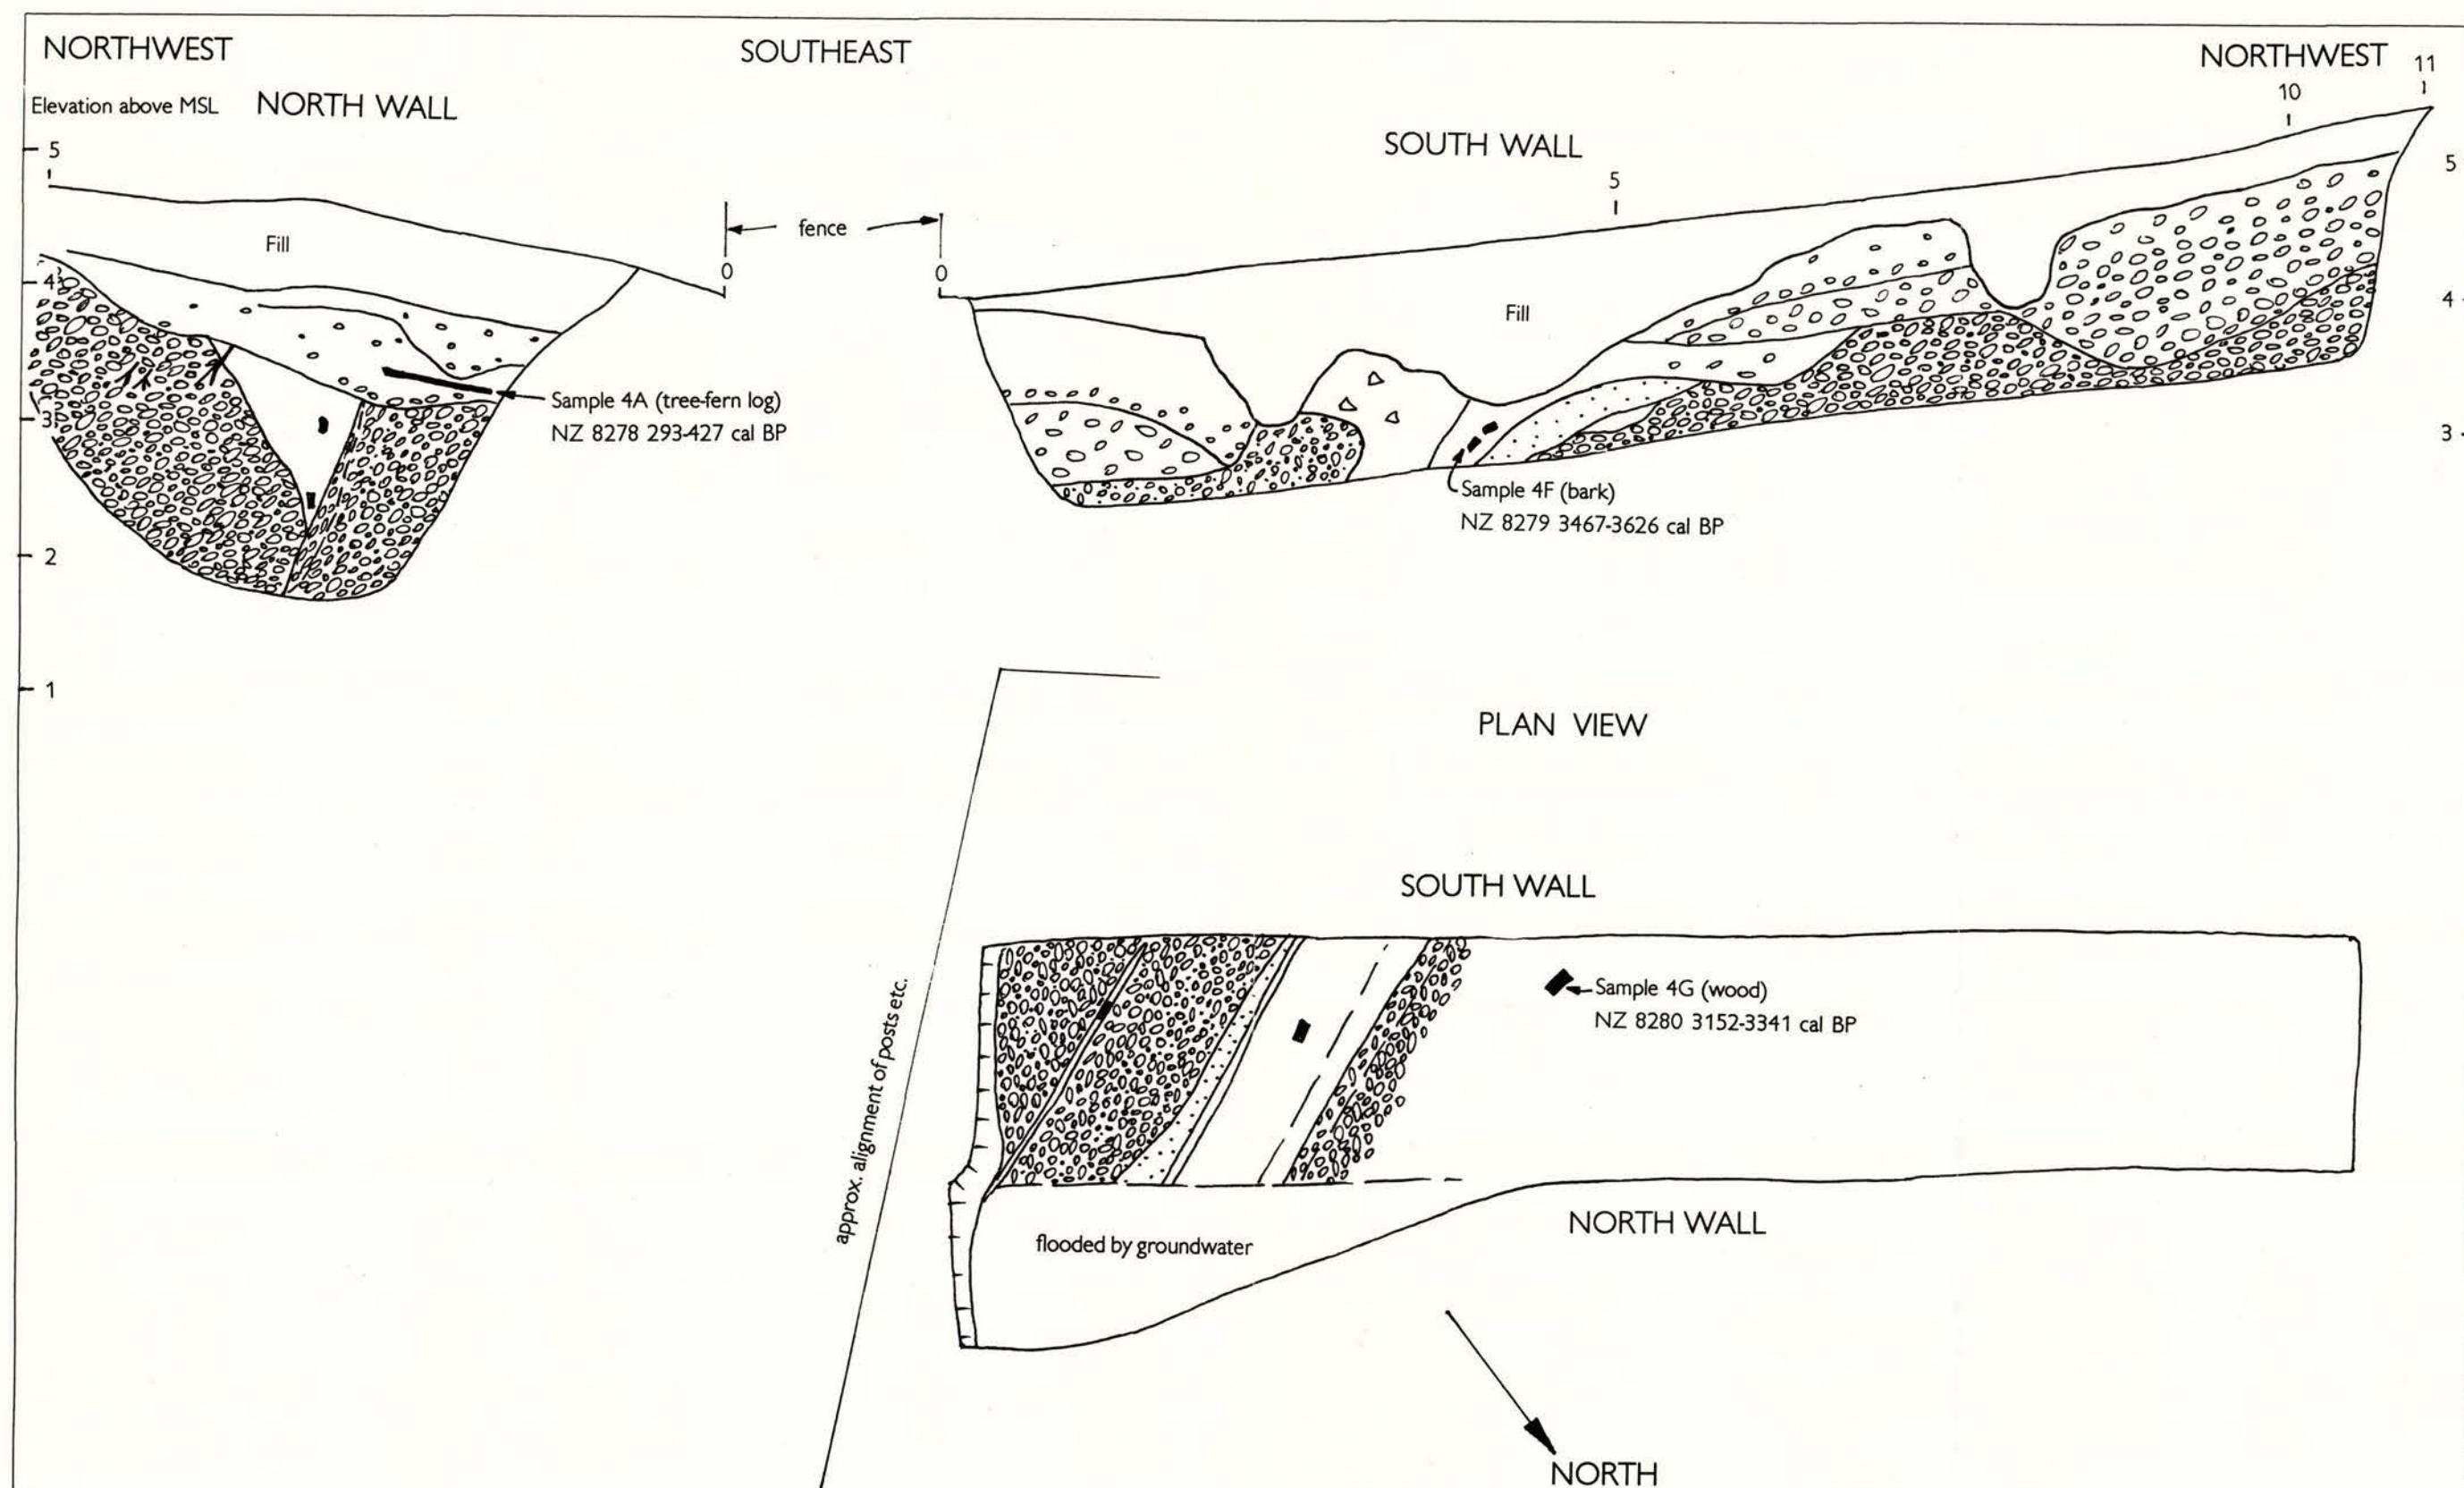 NORTHWEST
SOUTHEAST
NORTHWEST
11
10
Elevation above MSL
NORTH WALL
SOUTH WALL
5
5
5
fence
Fill
0
0
Fill
4
4
3
3
Sample 4A (tree-fern log)
NZ 8278 293-427 cal BP
Sample 4F (bark)
NZ 8279 3467-3626 cal BP
2
1
PLAN VIEW
SOUTH WALL
Sample 4G (wood)
NZ 8280 3152-3341 cal BP
approx. alignment of posts etc.
flooded by groundwater
NORTH WALL
NORTH